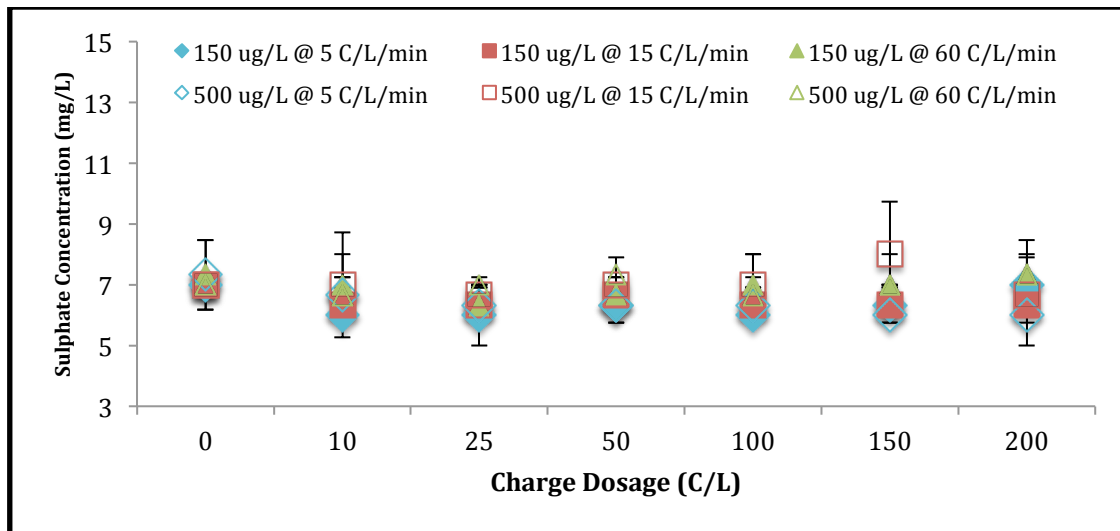 Sulphate Concentration (mg/L)
15
13
11
9
7
5
3
150 ug/L @ 5 C/L/min
150 ug/L @ 15 C/L/min
150 ug/L @ 60 C/L/min
500 ug/L @ 5 C/L/min
500 ug/L @ 15 C/L/min
500 ug/L @ 60 C/L/min
0 10 25 50 100 150 200
Charge Dosage (C/L)